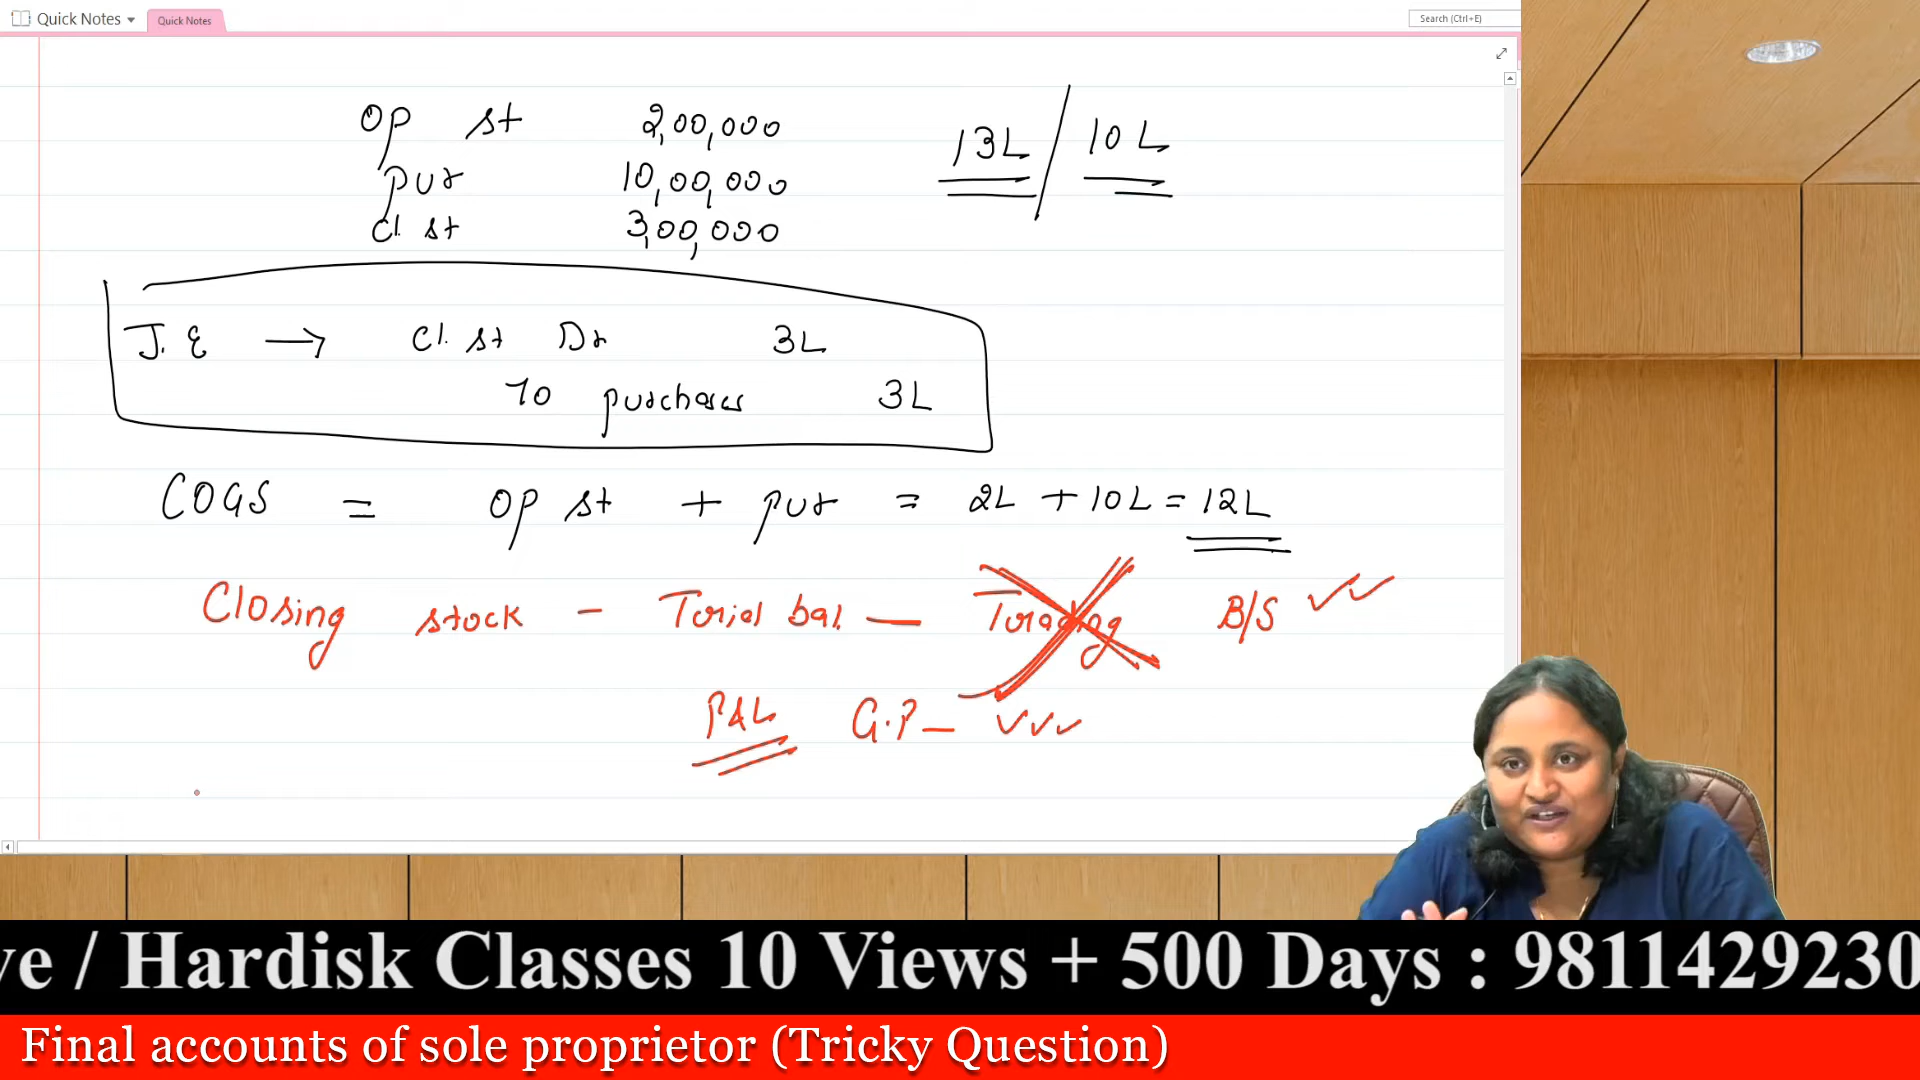 Quick Notes
Quick Notes
Search (Ctrl+E)
OP st 2,00,000
pur 10,00,000
cl. st 3,00,000
13L / 10L
J.E → Cl. st Dr 3L
To purchases 3L
COGS = OP st + pur = 2L + 10L = 12L
Closing stock - Trial bal. — Trading B/S ✓✓
P&L G.P — ✓✓✓
ve / Hardisk Classes 10 Views + 500 Days : 9811429230
Final accounts of sole proprietor (Tricky Question)